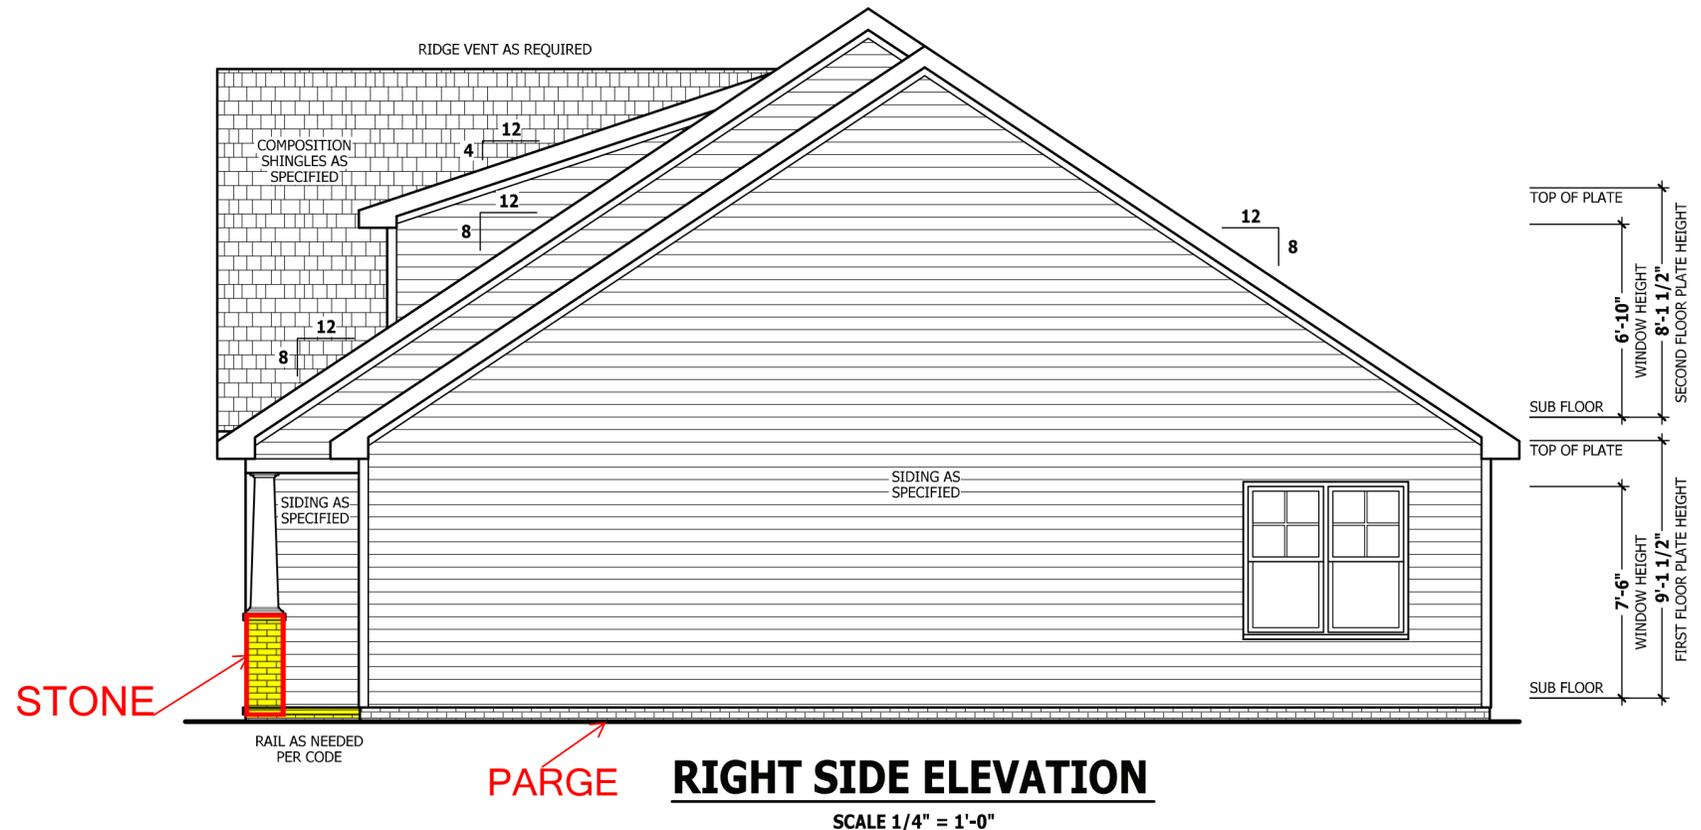 RIDGE VENT AS REQUIRED
COMPOSITION
SHINGLES AS
SPECIFIED
12
4
12
8
12
8
12
8
TOP OF PLATE
6'-10"
WINDOW HEIGHT
8'-1 1/2"
SECOND FLOOR PLATE HEIGHT
SUB FLOOR
TOP OF PLATE
SIDING AS
SPECIFIED
SIDING AS
SPECIFIED
7'-6"
WINDOW HEIGHT
9'-1 1/2"
FIRST FLOOR PLATE HEIGHT
SUB FLOOR
STONE
RAIL AS NEEDED
PER CODE
PARGE
RIGHT SIDE ELEVATION
SCALE 1/4" = 1'-0"